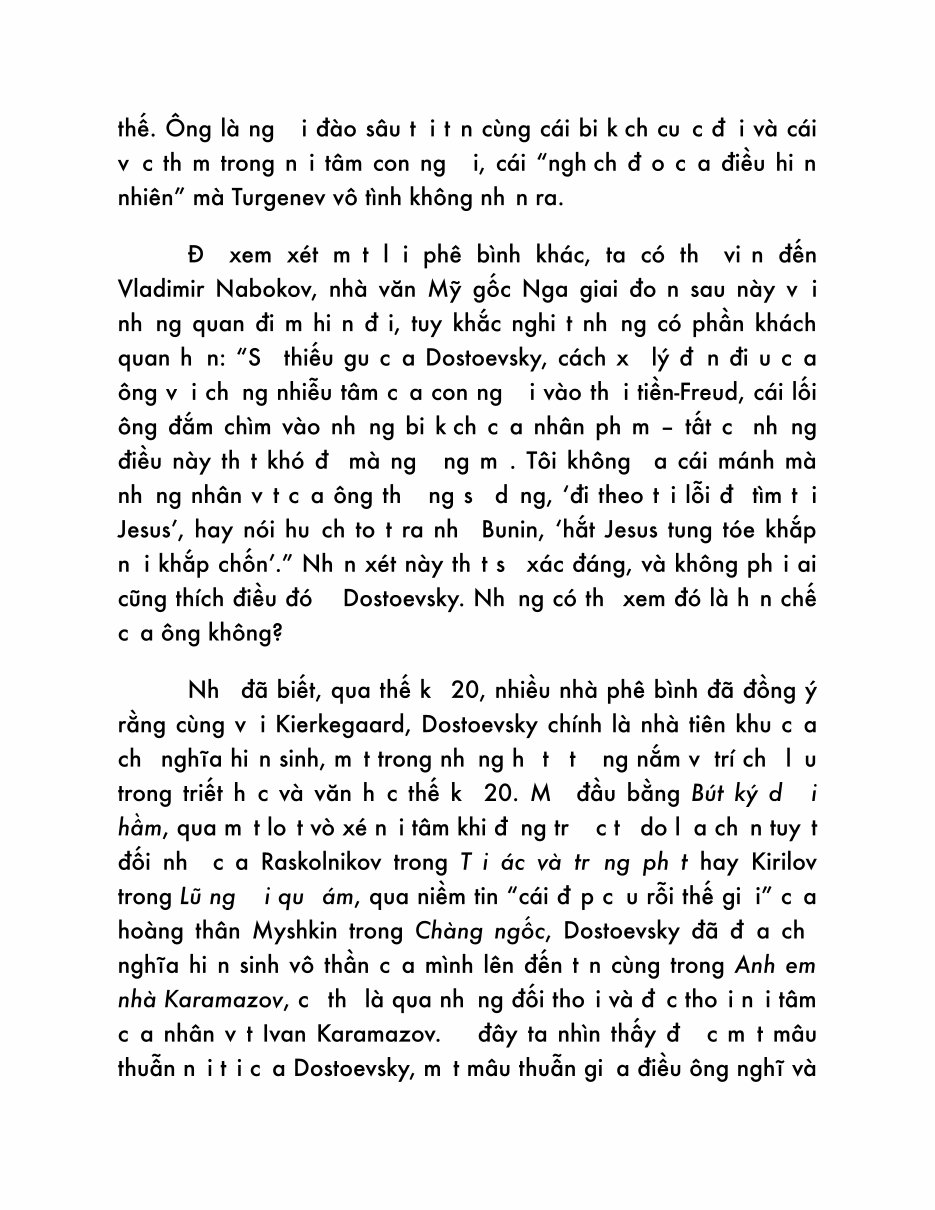 thế. Ông là ng i đào sâu t i t n cùng cái bi k ch cu c đ i và cái
v c th m trong n i tâm con ng i, cái “ngh ch đ o c a điều hi n
nhiên” mà Turgenev vô tình không nh n ra.
Đ xem xét m t l i phê bình khác, ta có th vi n đến
Vladimir Nabokov, nhà văn Mỹ gốc Nga giai đo n sau này v i
nh ng quan đi m hi n đ i, tuy khắc nghi t nh ng có phần khách
quan h n: “S thiếu gu c a Dostoevsky, cách x lý đ n đi u c a
ông v i ch ng nhiễu tâm c a con ng i vào th i tiền-Freud, cái lối
ông đắm chìm vào nh ng bi k ch c a nhân ph m – tất c nh ng
điều này th t khó đ mà ng ng m . Tôi không a cái mánh mà
nh ng nhân v t c a ông th ng s d ng, ‘đi theo t i lỗi đ tìm t i
Jesus’, hay nói hu ch to t ra nh Bunin, ‘hắt Jesus tung tóe khắp
n i khắp chốn’.” Nh n xét này th t s xác đáng, và không ph i ai
cũng thích điều đó Dostoevsky. Nh ng có th xem đó là h n chế
c a ông không?
Nh đã biết, qua thế k 20, nhiều nhà phê bình đã đồng ý
rằng cùng v i Kierkegaard, Dostoevsky chính là nhà tiên khu c a
ch nghĩa hi n sinh, m t trong nh ng h t t ng nắm v trí ch l u
trong triết h c và văn h c thế k 20. M đầu bằng Bút ký d i
hầm, qua m t lo t vò xé n i tâm khi đ ng tr c t do l a ch n tuy t
đối nh c a Raskolnikov trong T i ác và tr ng ph t hay Kirilov
trong Lũ ng i qu ám, qua niềm tin “cái đ p c u rỗi thế gi i” c a
hoàng thân Myshkin trong Chàng ngốc, Dostoevsky đã đ a ch
nghĩa hi n sinh vô thần c a mình lên đến t n cùng trong Anh em
nhà Karamazov, c th là qua nh ng đối tho i và đ c tho i n i tâm
c a nhân v t Ivan Karamazov. đây ta nhìn thấy đ c m t mâu
thuẫn n i t i c a Dostoevsky, m t mâu thuẫn gi a điều ông nghĩ và